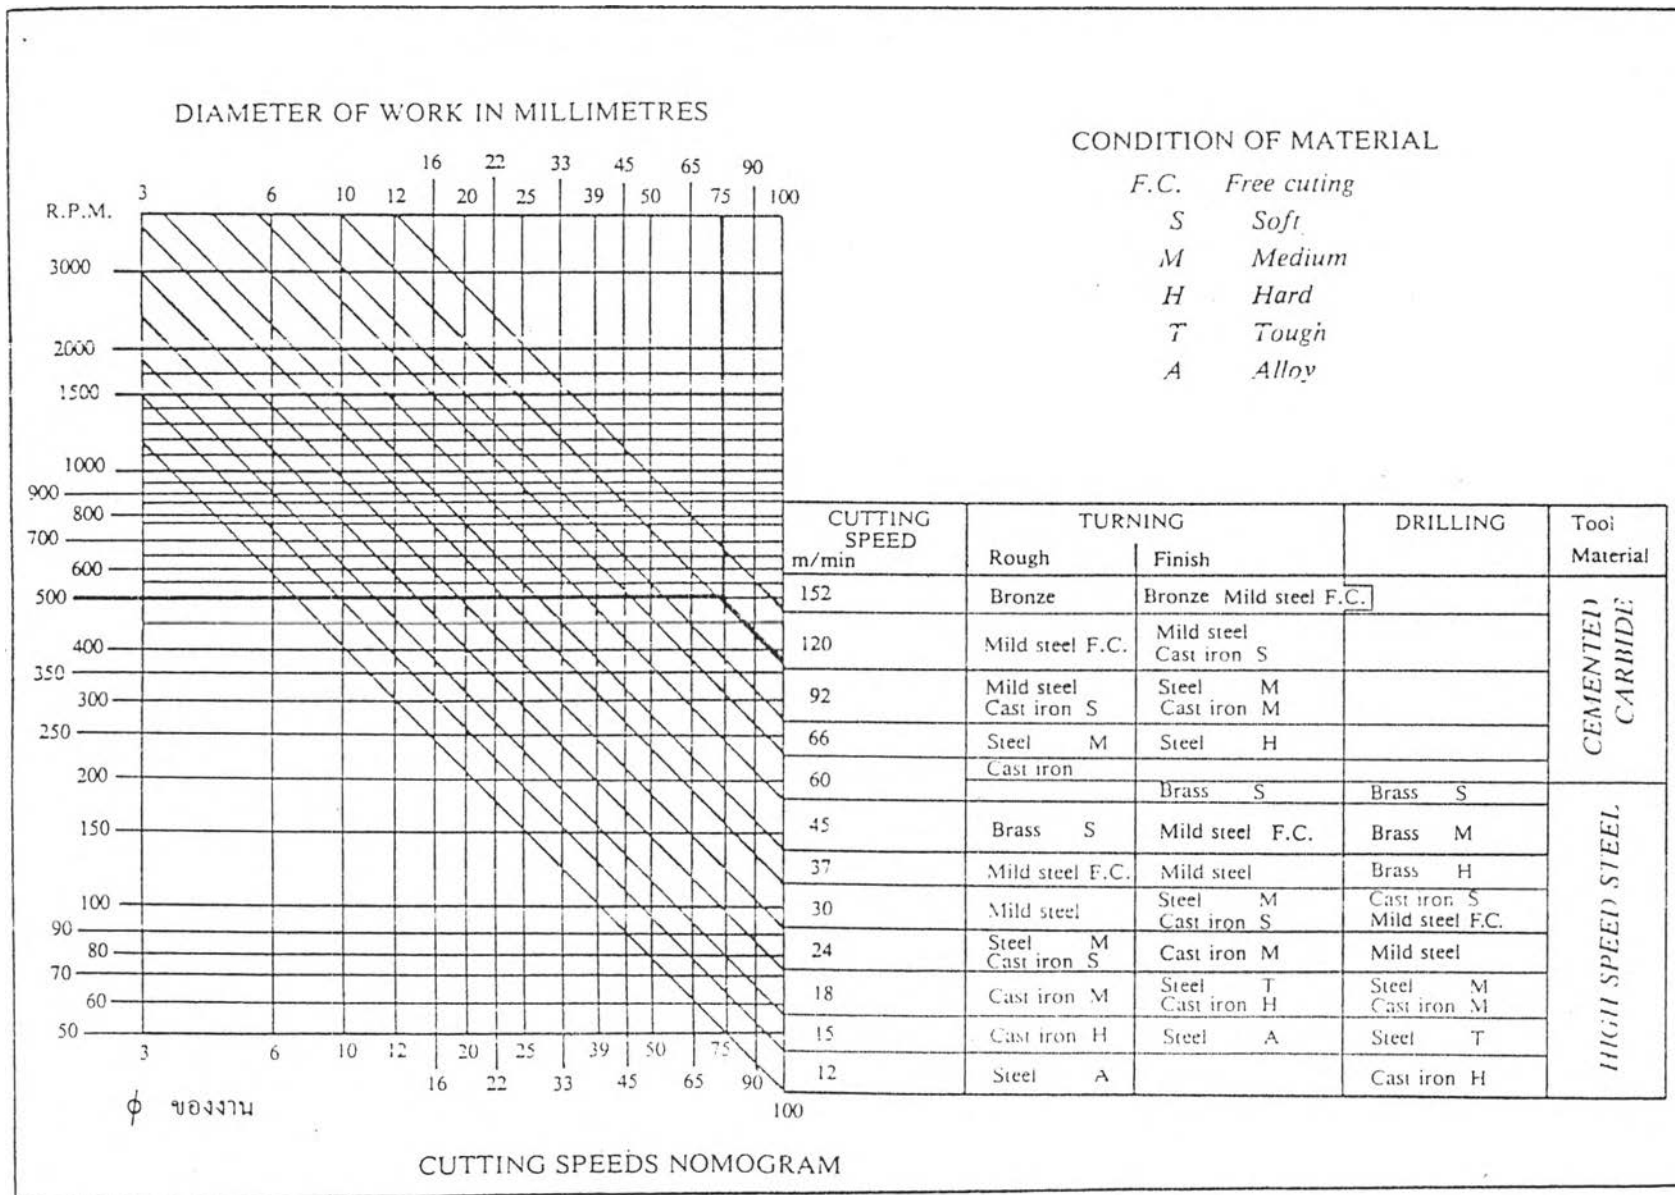 DIAMETER OF WORK IN MILLIMETRES
16 22 33 45 65 90
3 6 10 12 20 25 39 50 75 100
R.P.M.
3000
2000
1500
1000
900
800
700
600
500
400
350
300
250
200
150
100
90
80
70
60
50
3 6 10 12 20 25 39 50 75
16 22 33 45 65 90
100
φ ของงาน
CONDITION OF MATERIAL
F.C. Free cuting
S Soft
M Medium
H Hard
T Tough
A Alloy
CUTTING SPEED m/min TURNING DRILLING Tool Material
Rough Finish
152 Bronze Bronze Mild steel F.C.
120 Mild steel F.C. Mild steel
Cast iron S
92 Mild steel Steel M
Cast iron S Cast iron M
66 Steel M Steel H
60 Cast iron
Brass S Brass S
45 Brass S Mild steel F.C. Brass M
37 Mild steel F.C. Mild steel Brass H
30 Mild steel Steel M Cast iron S
Cast iron S Mild steel F.C.
24 Steel M Cast iron M Mild steel
Cast iron S
18 Cast iron M Steel T Steel M
Cast iron H Cast iron M
15 Cast iron H Steel A Steel T
12 Steel A Cast iron H
CEMENTED CARBIDE
HIGH SPEED STEEL
CUTTING SPEEDS NOMOGRAM